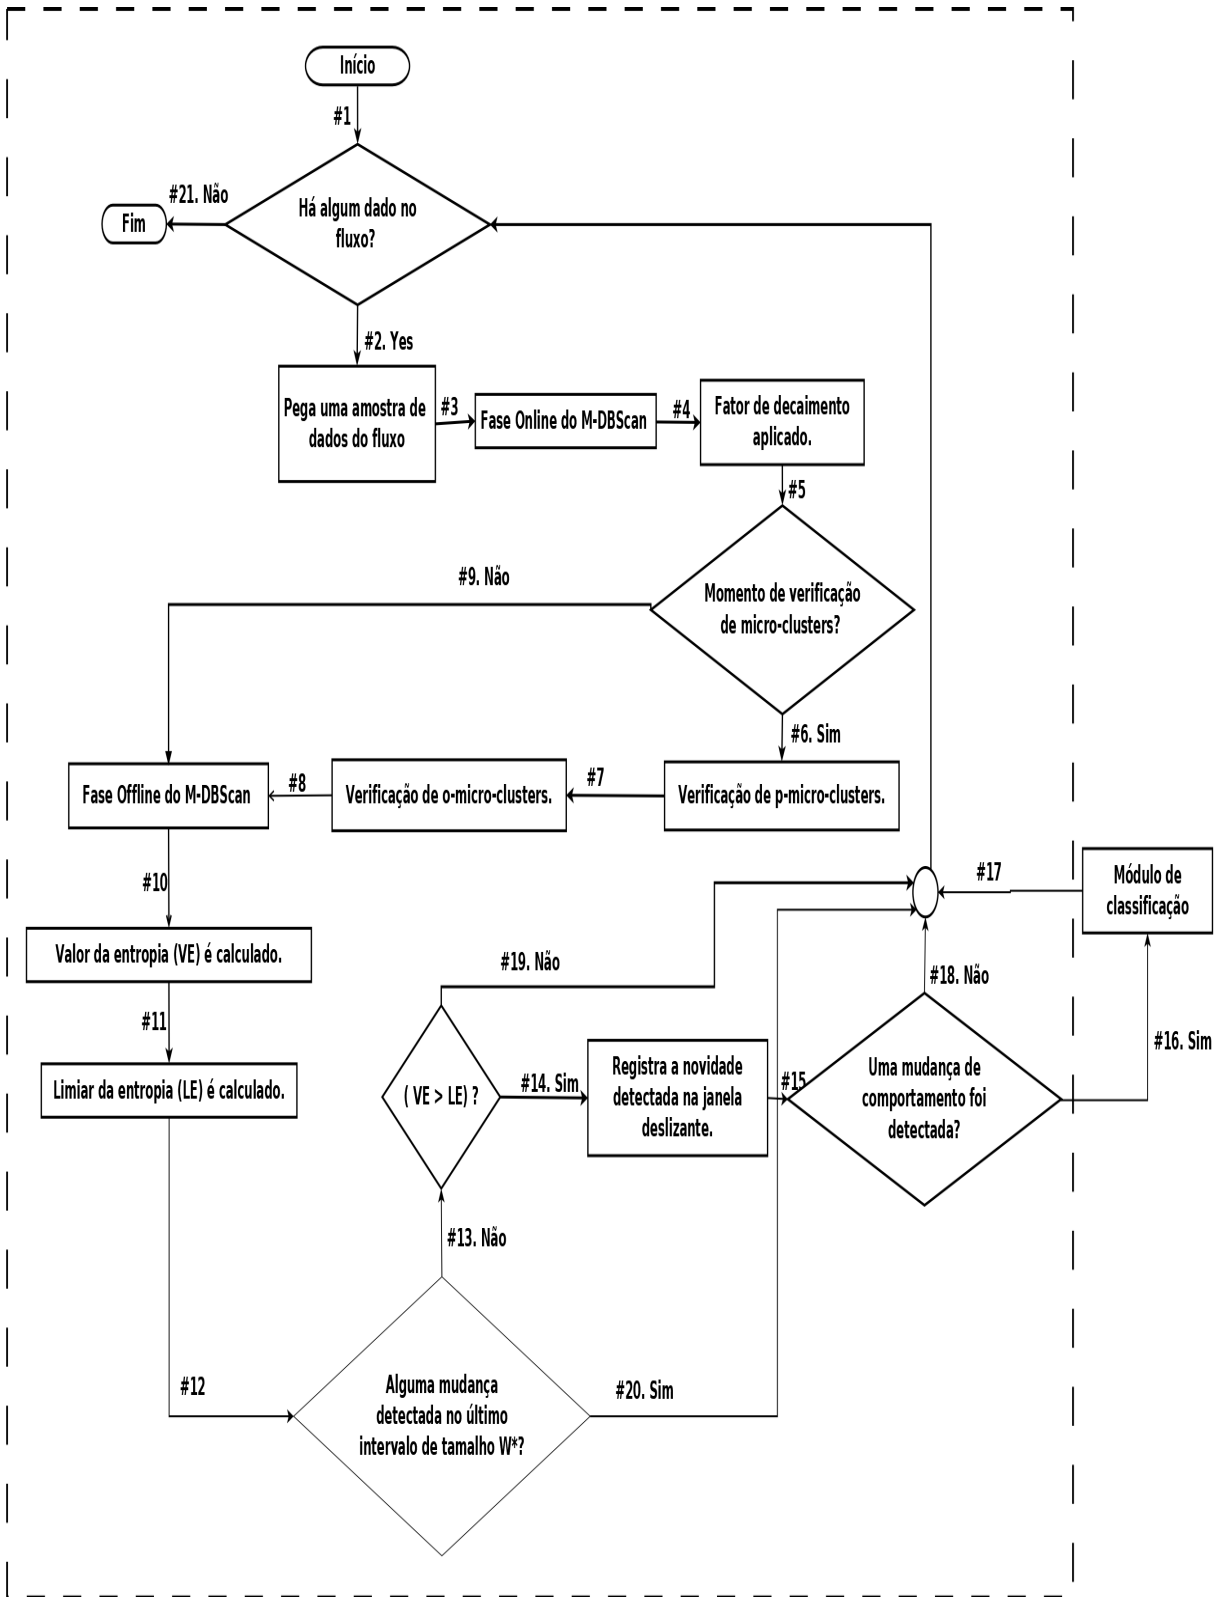 Início
#1
#21. Não
Fim
Há algum dado no
fluxo?
#2. Yes
Pega uma amostra de
dados do fluxo
#3
Fase Online do M-DBScan
#4
Fator de decaimento
aplicado.
#5
Momento de verificação
de micro-clusters?
#9. Não
#6. Sim
Verificação de p-micro-clusters.
#7
Verificação de o-micro-clusters.
#8
Fase Offline do M-DBScan
#10
Valor da entropia (VE) é calculado.
#11
Limiar da entropia (LE) é calculado.
#12
Alguma mudança
detectada no último
intervalo de tamalho W*?
#13. Não
#20. Sim
( VE > LE) ?
#19. Não
#14. Sim
Registra a novidade
detectada na janela
deslizante.
#15
Uma mudança de
comportamento foi
detectada?
#18. Não
#16. Sim
Módulo de
classificação
#17